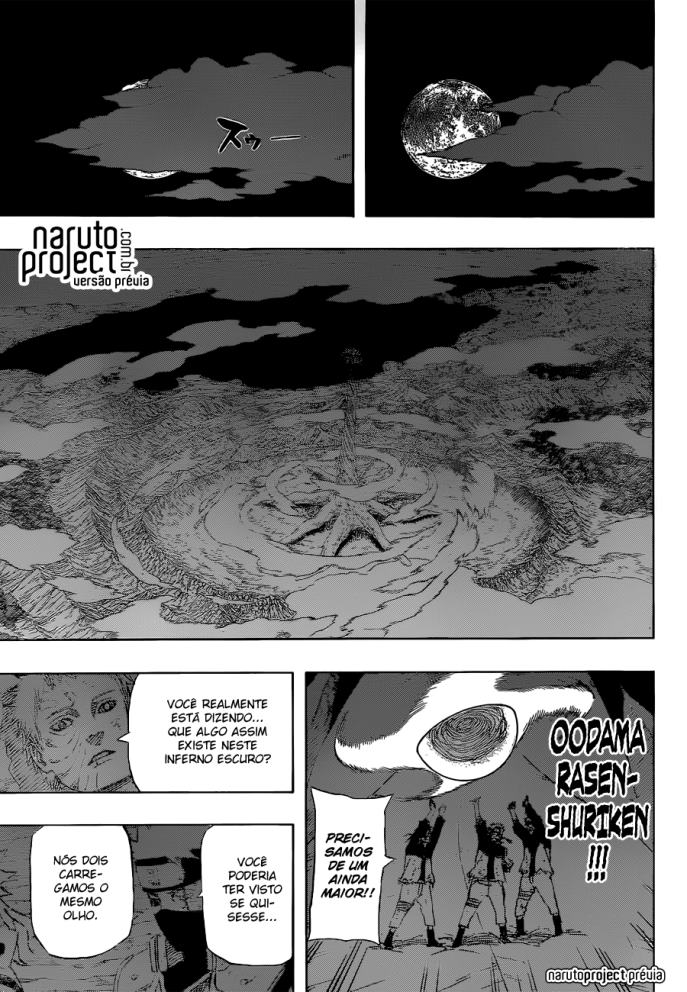 ズゥー
naruto
project
.com.br
versão prévia
OODAMA
RASEN-
SHURIKEN
!!!
PRECI-
SAMOS
DE UM
AINDA
MAIOR!!
VOCÊ REALMENTE
ESTÁ DIZENDO...
QUE ALGO ASSIM
EXISTE NESTE
INFERNO ESCURO?
VOCÊ
PODERIA
TER VISTO
SE QUI-
SESSE...
NÓS DOIS
CARRE-
GAMOS O
MESMO
OLHO.
narutoproject·prévia